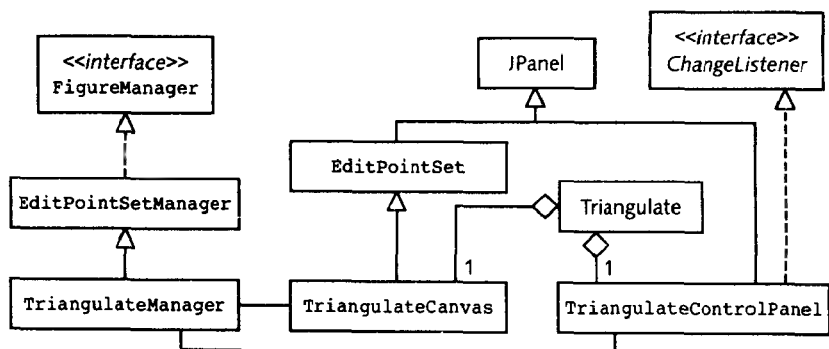 <<interface>>
FigureManager
JPanel
<<interface>>
ChangeListener
EditPointSet
EditPointSetManager
Triangulate
1
1
TriangulateManager
TriangulateCanvas
TriangulateControlPanel